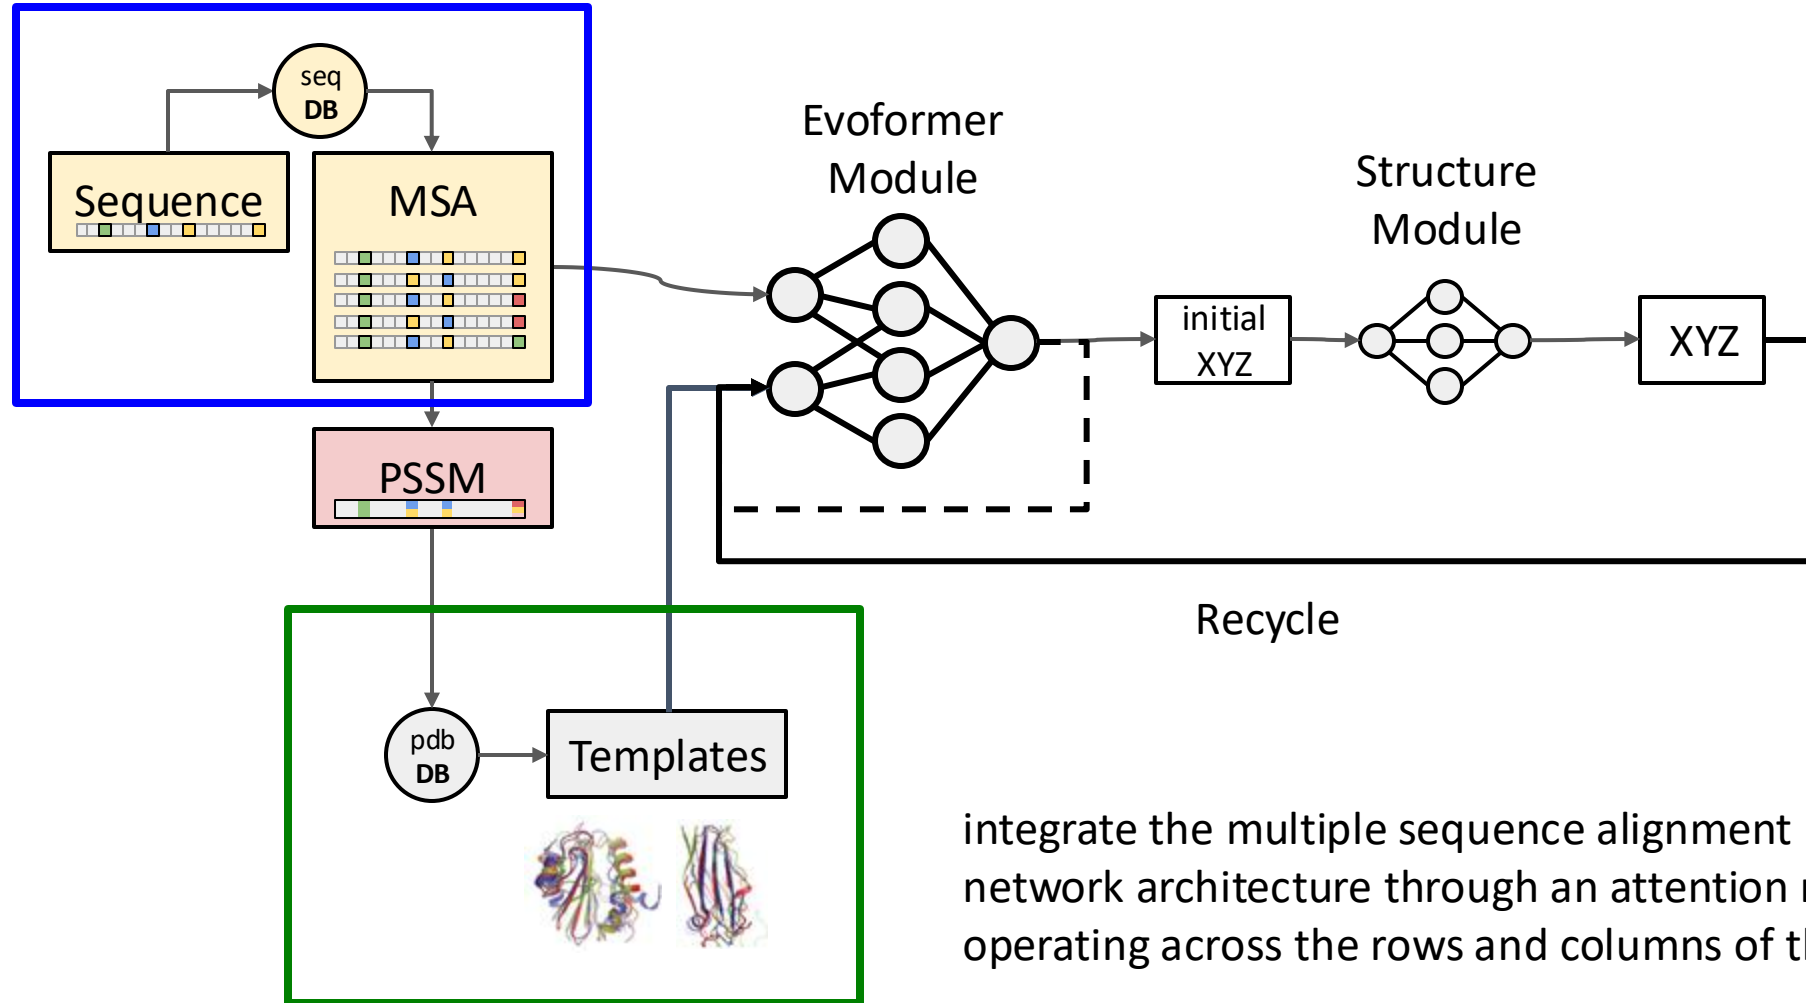 seq
DB
Sequence
MSA
Evoformer
Module
Structure
Module
initial
XYZ
XYZ
PSSM
Recycle
pdb
DB
Templates
integrate the multiple sequence alignment
network architecture through an attention
operating across the rows and columns of